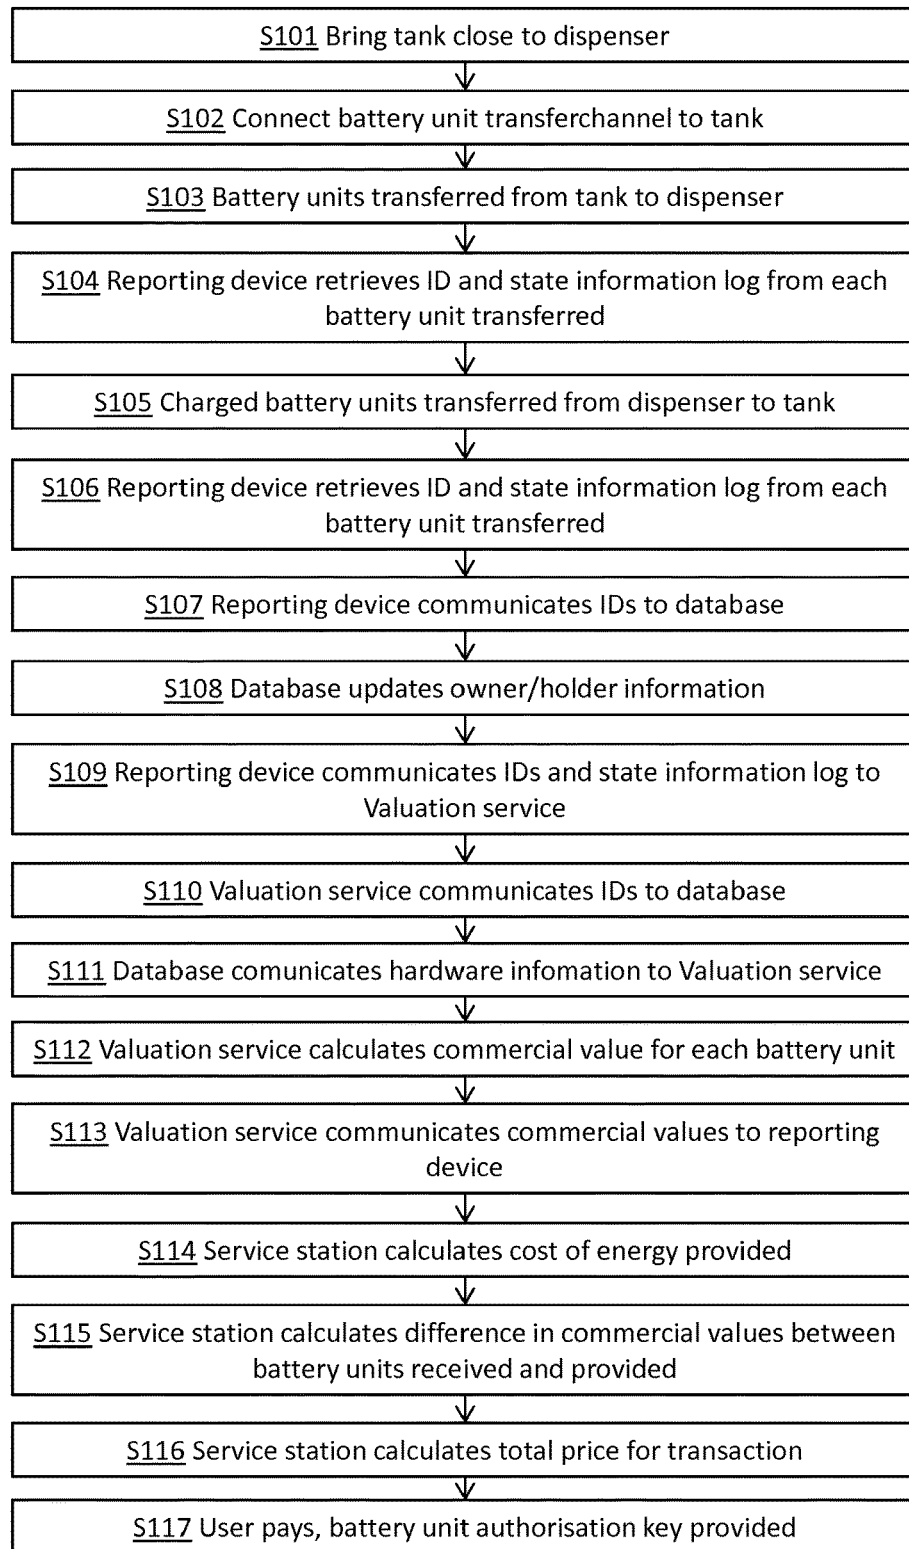 S101 Bring tank close to dispenser
S102 Connect battery unit transferchannel to tank
S103 Battery units transferred from tank to dispenser
S104 Reporting device retrieves ID and state information log from each
battery unit transferred
S105 Charged battery units transferred from dispenser to tank
S106 Reporting device retrieves ID and state information log from each
battery unit transferred
S107 Reporting device communicates IDs to database
S108 Database updates owner/holder information
S109 Reporting device communicates IDs and state information log to
Valuation service
S110 Valuation service communicates IDs to database
S111 Database comunicates hardware infomation to Valuation service
S112 Valuation service calculates commercial value for each battery unit
S113 Valuation service communicates commercial values to reporting
device
S114 Service station calculates cost of energy provided
S115 Service station calculates difference in commercial values between
battery units received and provided
S116 Service station calculates total price for transaction
S117 User pays, battery unit authorisation key provided